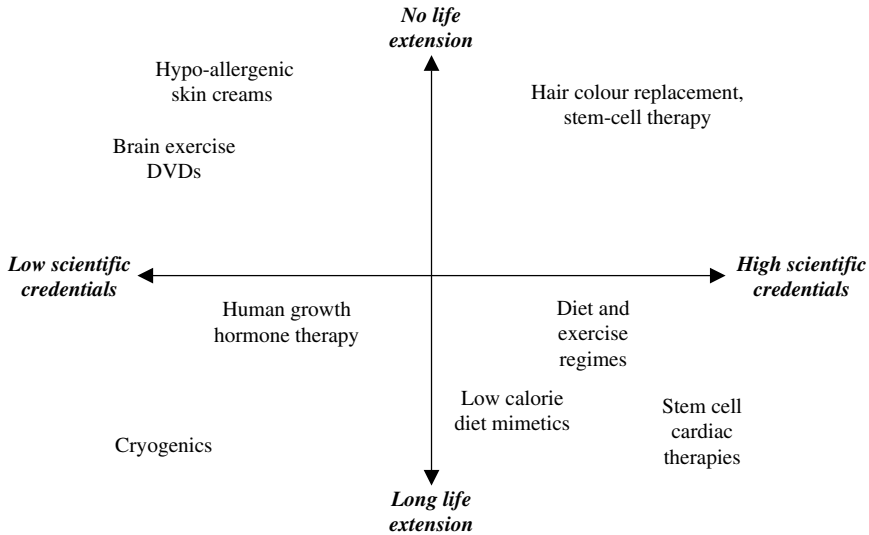 No life
extension
Hypo-allergenic
skin creams
Hair colour replacement,
stem-cell therapy
Brain exercise
DVDs
Low scientific
credentials
High scientific
credentials
Human growth
hormone therapy
Diet and
exercise
regimes
Low calorie
diet mimetics
Stem cell
cardiac
therapies
Cryogenics
Long life
extension